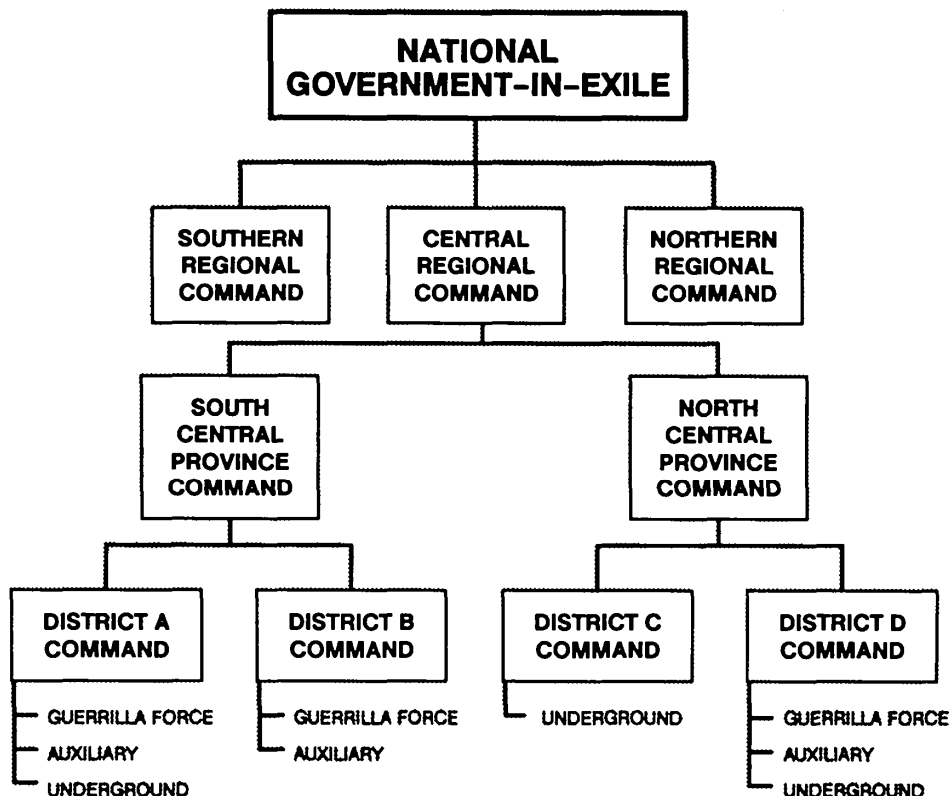 NATIONAL
GOVERNMENT-IN-EXILE
SOUTHERN
REGIONAL
COMMAND
CENTRAL
REGIONAL
COMMAND
NORTHERN
REGIONAL
COMMAND
SOUTH
CENTRAL
PROVINCE
COMMAND
NORTH
CENTRAL
PROVINCE
COMMAND
DISTRICT A
COMMAND
GUERRILLA FORCE
AUXILIARY
UNDERGROUND
DISTRICT B
COMMAND
GUERRILLA FORCE
AUXILIARY
DISTRICT C
COMMAND
UNDERGROUND
DISTRICT D
COMMAND
GUERRILLA FORCE
AUXILIARY
UNDERGROUND